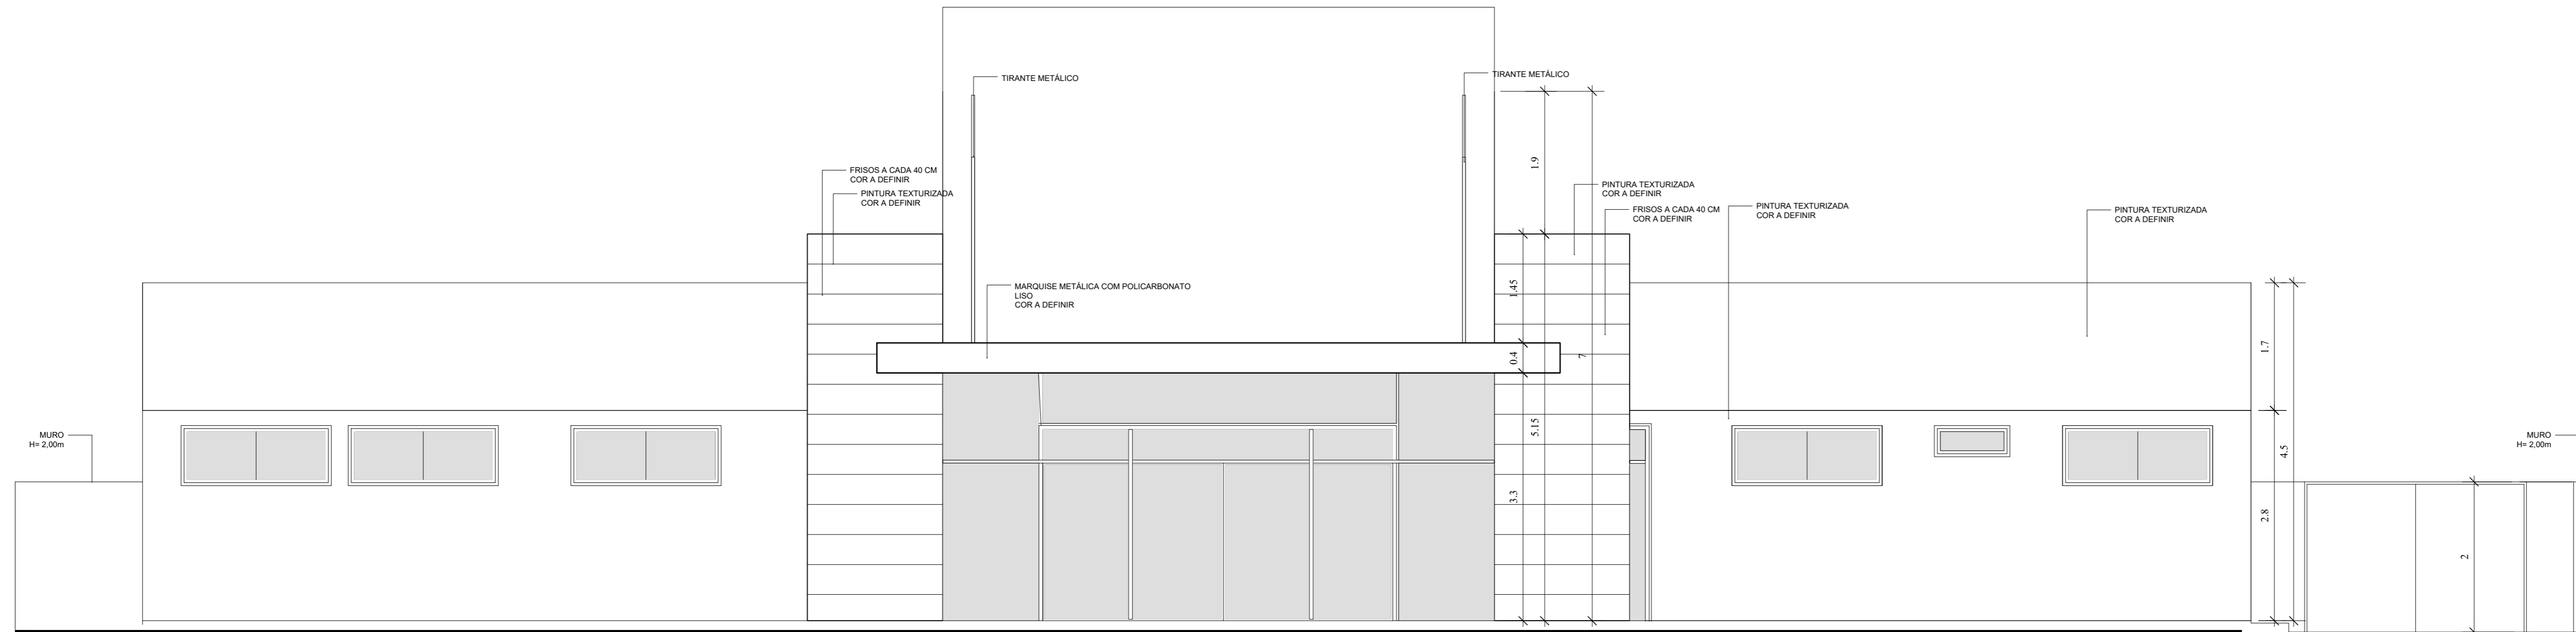 TIRANTE METÁLICO
TIRANTE METÁLICO
1.9
FRISOS A CADA 40 CM
COR A DEFINIR
PINTURA TEXTURIZADA
COR A DEFINIR
PINTURA TEXTURIZADA
COR A DEFINIR
FRISOS A CADA 40 CM
COR A DEFINIR
PINTURA TEXTURIZADA
COR A DEFINIR
PINTURA TEXTURIZADA
COR A DEFINIR
MARQUISE METÁLICA COM POLICARBONATO
LISO
COR A DEFINIR
1.45
0.4
7
1.7
5.15
4.5
3.3
2.8
2
MURO
H= 2,00m
MURO
H= 2,00m